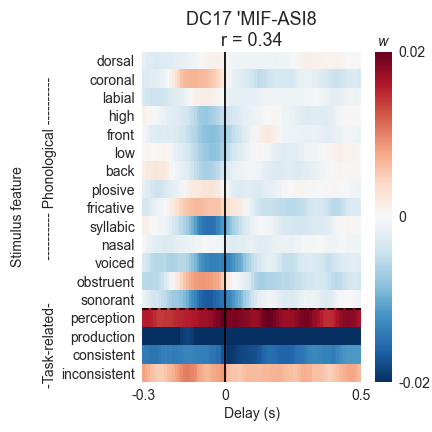 DC17 'MIF-ASI8
r = 0.34
w
Stimulus feature
---------- Phonological ----------
-Task-related-
dorsal
coronal
labial
high
front
low
back
plosive
fricative
syllabic
nasal
voiced
obstruent
sonorant
perception
production
consistent
inconsistent
0.02
0
-0.02
-0.3
0
0.5
Delay (s)